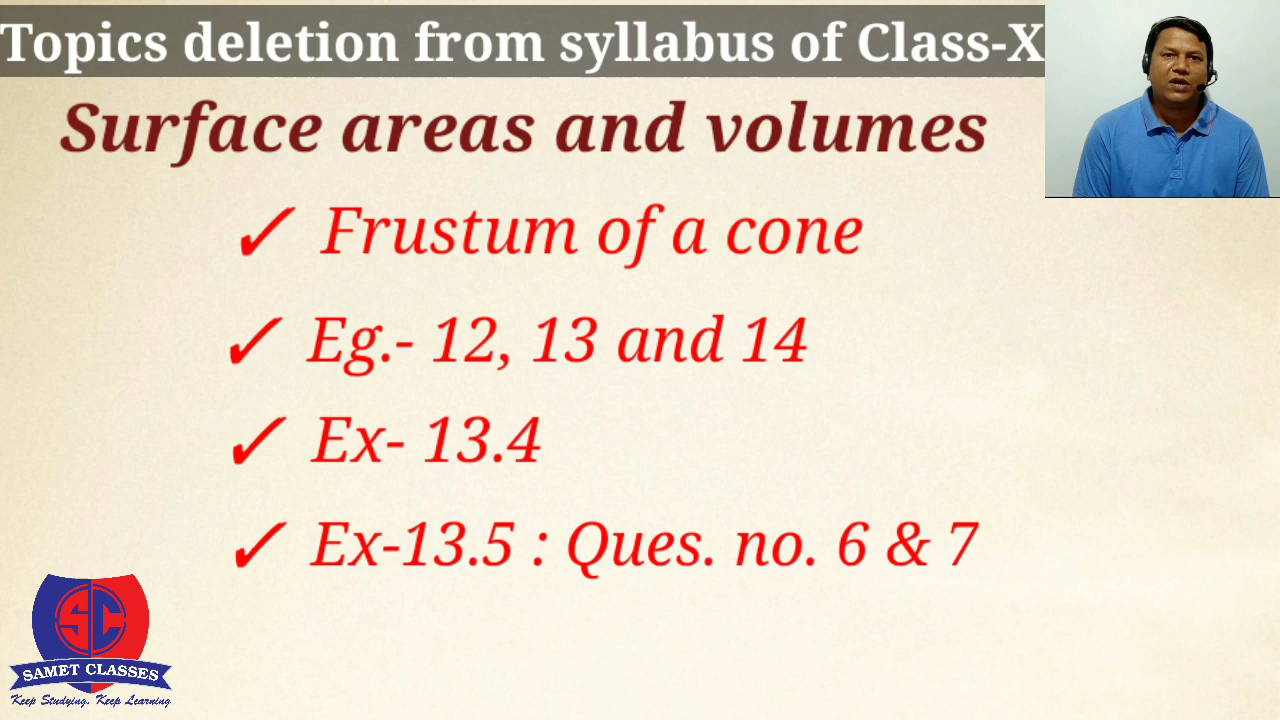 Topics deletion from syllabus of Class-X
Surface areas and volumes
✓ Frustum of a cone
✓ Eg.- 12, 13 and 14
✓ Ex- 13.4
✓ Ex-13.5 : Ques. no. 6 & 7
SC
SAMET CLASSES
Keep Studying. Keep Learning